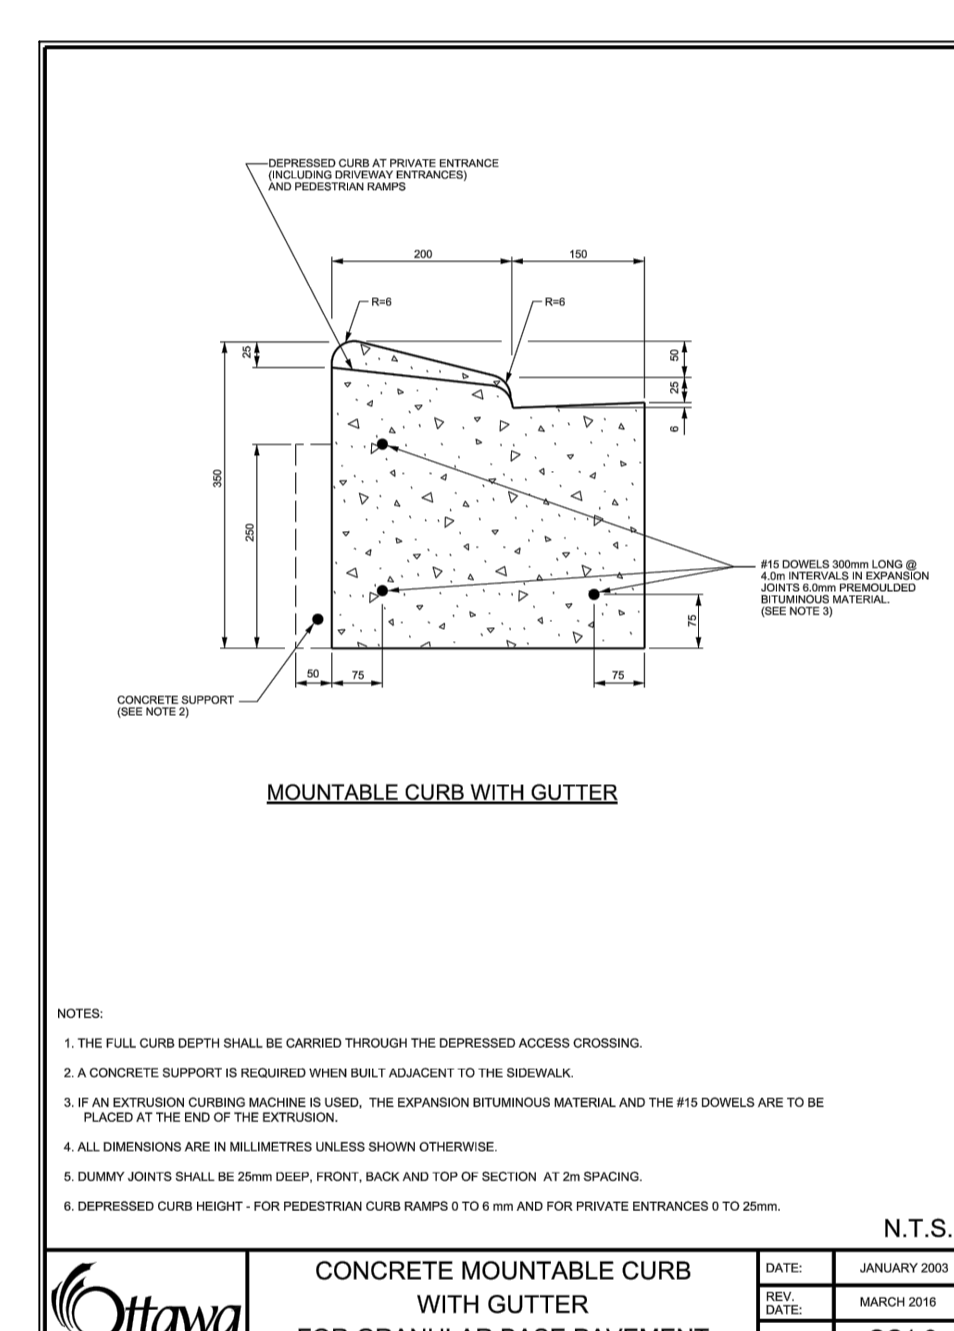 DEPRESSED CURB AT PRIVATE ENTRANCE
(INCLUDING DRIVEWAY ENTRANCES)
AND PEDESTRIAN RAMPS
200
150
R=6
R=6
25
50
25
6
350
250
#15 DOWELS 300mm LONG @
4.0m INTERVALS IN EXPANSION
JOINTS 6.0mm PREMOULDED
BITUMINOUS MATERIAL.
(SEE NOTE 3)
75
50
75
75
CONCRETE SUPPORT
(SEE NOTE 2)
MOUNTABLE CURB WITH GUTTER
NOTES:
1. THE FULL CURB DEPTH SHALL BE CARRIED THROUGH THE DEPRESSED ACCESS CROSSING.
2. A CONCRETE SUPPORT IS REQUIRED WHEN BUILT ADJACENT TO THE SIDEWALK.
3. IF AN EXTRUSION CURBING MACHINE IS USED, THE EXPANSION BITUMINOUS MATERIAL AND THE #15 DOWELS ARE TO BE
PLACED AT THE END OF THE EXTRUSION.
4. ALL DIMENSIONS ARE IN MILLIMETRES UNLESS SHOWN OTHERWISE.
5. DUMMY JOINTS SHALL BE 25mm DEEP, FRONT, BACK AND TOP OF SECTION AT 2m SPACING.
6. DEPRESSED CURB HEIGHT - FOR PEDESTRIAN CURB RAMPS 0 TO 6 mm AND FOR PRIVATE ENTRANCES 0 TO 25mm.
N.T.S.
Ottawa
CONCRETE MOUNTABLE CURB
WITH GUTTER
FOR GRANULAR BASE PAVEMENT
DATE:
JANUARY 2003
REV.
DATE:
MARCH 2016